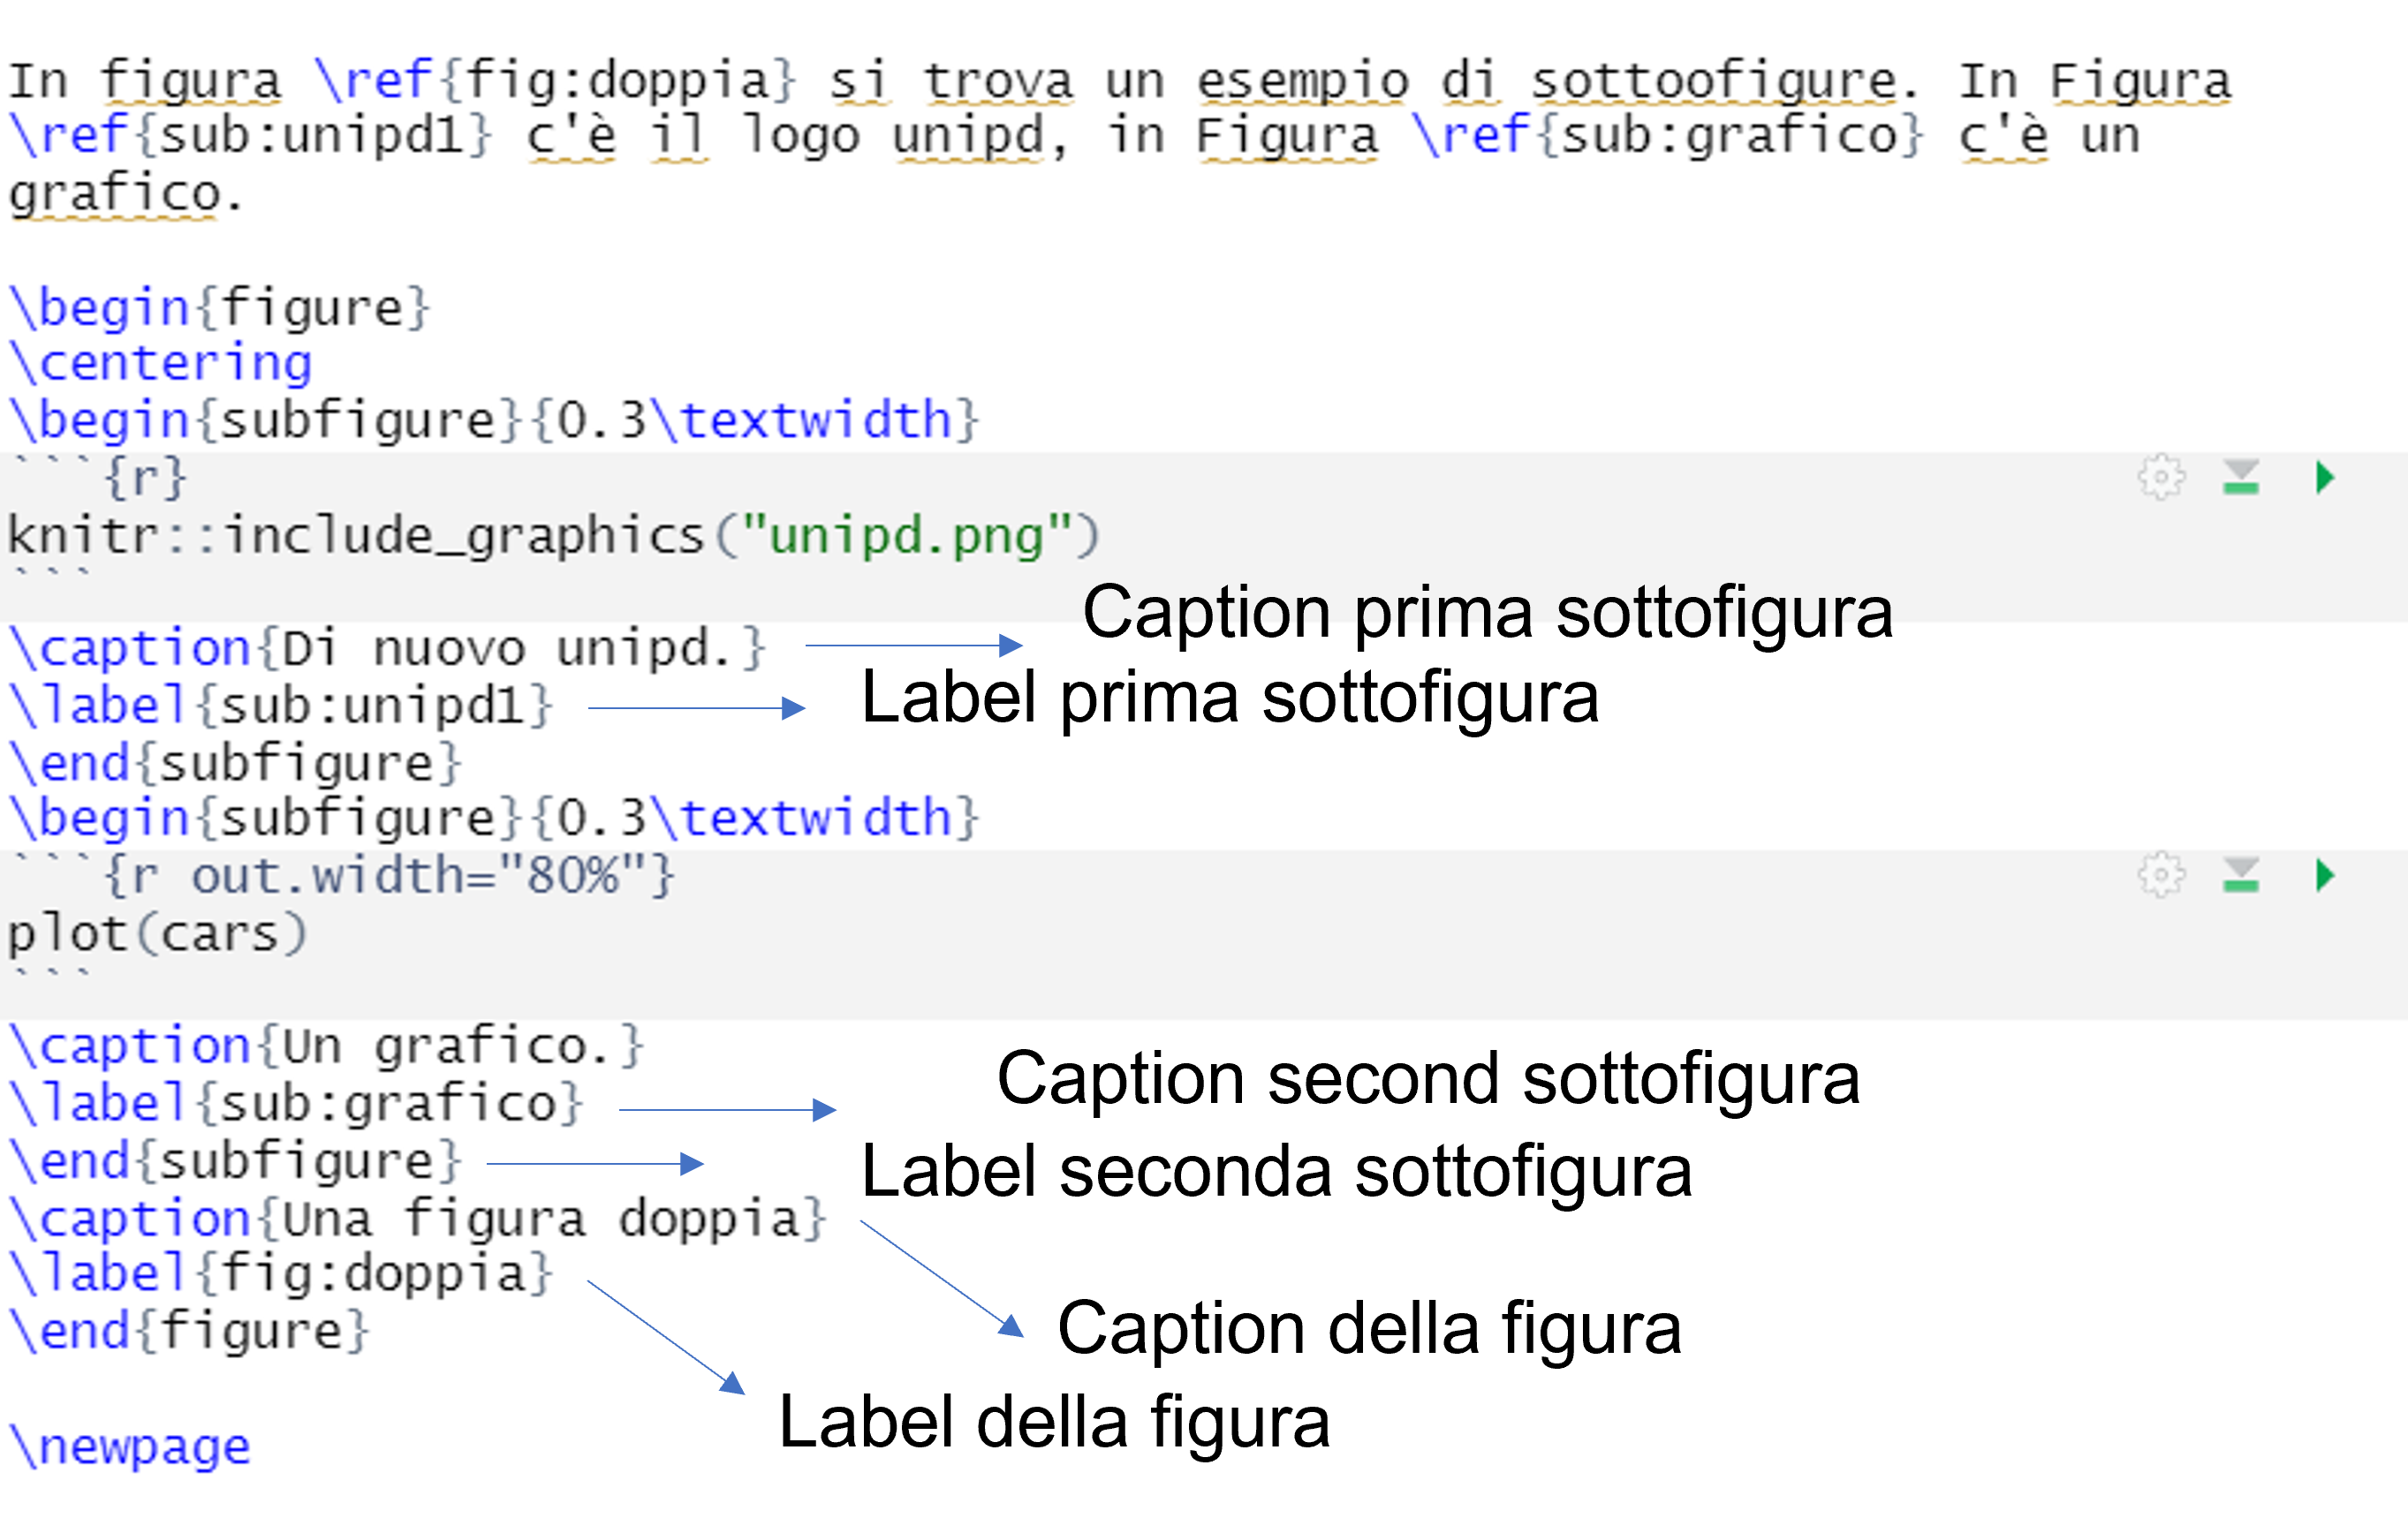 In figura \ref{fig:doppia} si trova un esempio di sottoofigure. In Figura
\ref{sub:unipd1} c'è il logo unipd, in Figura \ref{sub:grafico} c'è un
grafico.
\begin{figure}
\centering
\begin{subfigure}{0.3\textwidth}
```{r}
knitr::include_graphics("unipd.png")
```
Caption prima sottofigura
\caption{Di nuovo unipd.}
\label{sub:unipd1}
Label prima sottofigura
\end{subfigure}
\begin{subfigure}{0.3\textwidth}
```{r out.width="80%"}
plot(cars)
```
\caption{Un grafico.}
Caption second sottofigura
\label{sub:grafico}
\end{subfigure}
Label seconda sottofigura
\caption{Una figura doppia}
\label{fig:doppia}
\end{figure}
Caption della figura
Label della figura
\newpage